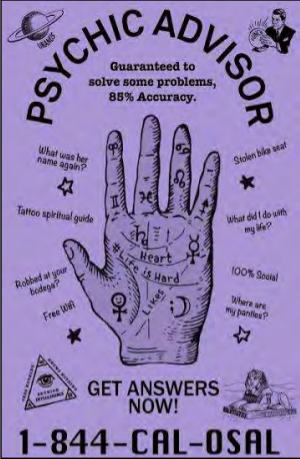 PSYCHIC ADVISOR
URANUS
Guaranteed to
solve some problems,
85% Accuracy.
What was her
name again?
Stolen bike seat
Tattoo spiritual guide
What did I do with
my life?
Heart
#Life is Hard
Likes
Robbed at your
bodega?
100% Social
Free Wifi
Where are
my panties?
GET ANSWERS
NOW!
1-844-CAL-OSAL